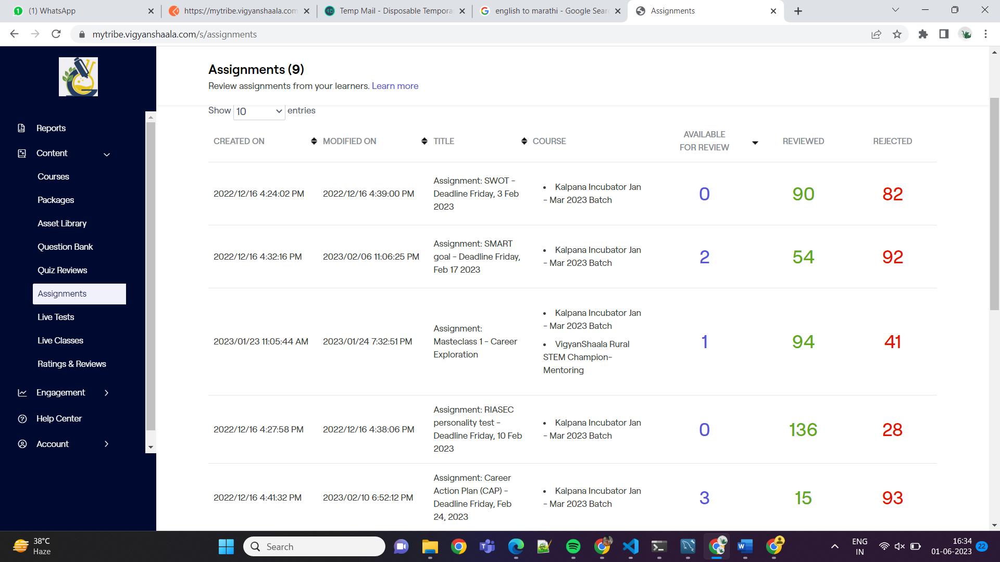 (1) WhatsApp
https://mytribe.vigyanshaala.com
Temp Mail - Disposable Tempora
english to marathi - Google Sear
Assignments
mytribe.vigyanshaala.com/s/assignments
Reports
Content
Courses
Packages
Asset Library
Question Bank
Quiz Reviews
Assignments
Live Tests
Live Classes
Ratings & Reviews
Engagement
Help Center
Account
Assignments (9)
Review assignments from your learners. Learn more
Show 10 entries
CREATED ON MODIFIED ON TITLE COURSE AVAILABLE FOR REVIEW REVIEWED REJECTED
2022/12/16 4:24:02 PM 2022/12/16 4:39:00 PM
Assignment: SWOT -
Deadline Friday, 3 Feb
2023
• Kalpana Incubator Jan
- Mar 2023 Batch
0 90 82
2022/12/16 4:32:16 PM 2023/02/06 11:06:25 PM
Assignment: SMART
goal - Deadline Friday,
Feb 17 2023
• Kalpana Incubator Jan
- Mar 2023 Batch
2 54 92
2023/01/23 11:05:44 AM 2023/01/24 7:32:51 PM
Assignment:
Masteclass 1 - Career
Exploration
• Kalpana Incubator Jan
- Mar 2023 Batch
• VigyanShaala Rural
STEM Champion-
Mentoring
1 94 41
2022/12/16 4:27:58 PM 2022/12/16 4:38:06 PM
Assignment: RIASEC
personality test -
Deadline Friday, 10 Feb
2023
• Kalpana Incubator Jan
- Mar 2023 Batch
0 136 28
2022/12/16 4:41:32 PM 2023/02/10 6:52:12 PM
Assignment: Career
Action Plan (CAP) -
Deadline Friday, Feb
24, 2023
• Kalpana Incubator Jan
- Mar 2023 Batch
3 15 93
38°C
Haze
Search
ENG
IN
16:34
01-06-2023
22